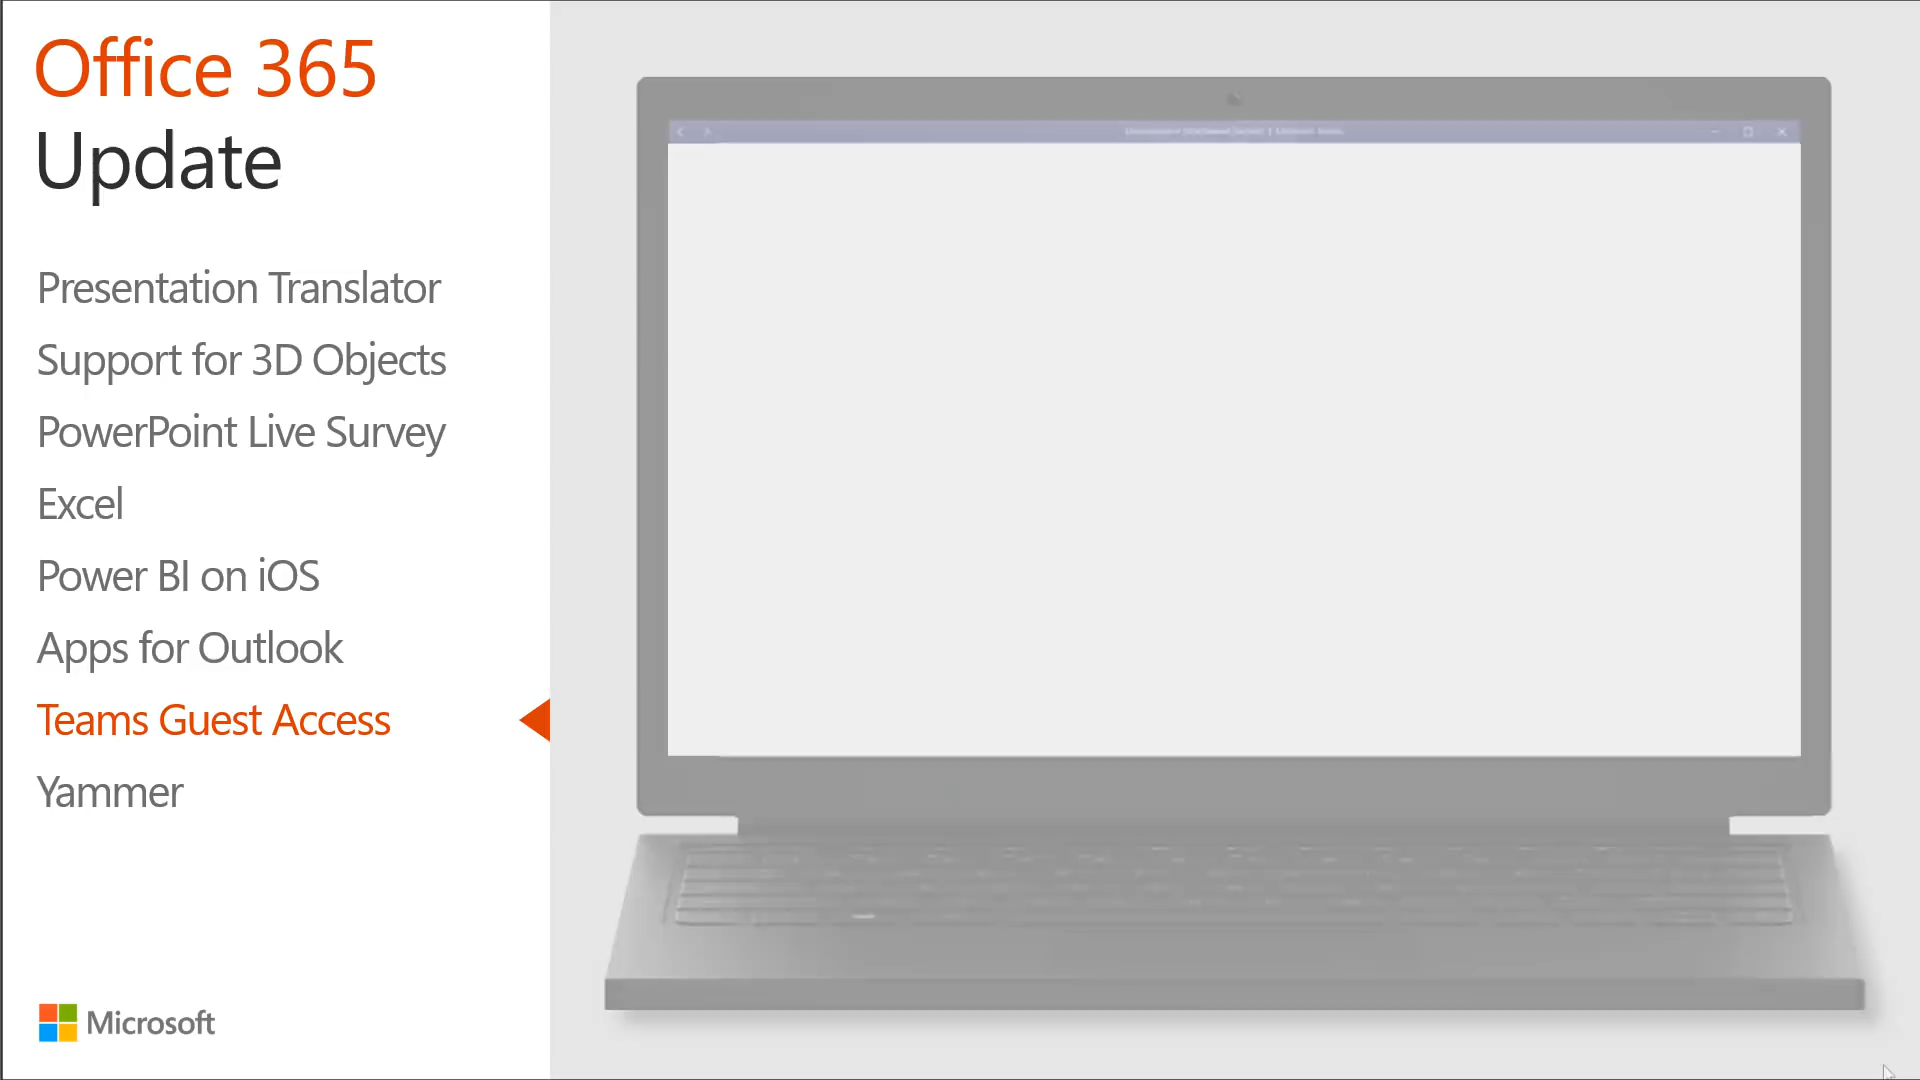 Office 365
Update
Presentation Translator
Support for 3D Objects
PowerPoint Live Survey
Excel
Power BI on iOS
Apps for Outlook
Teams Guest Access
Yammer
Microsoft